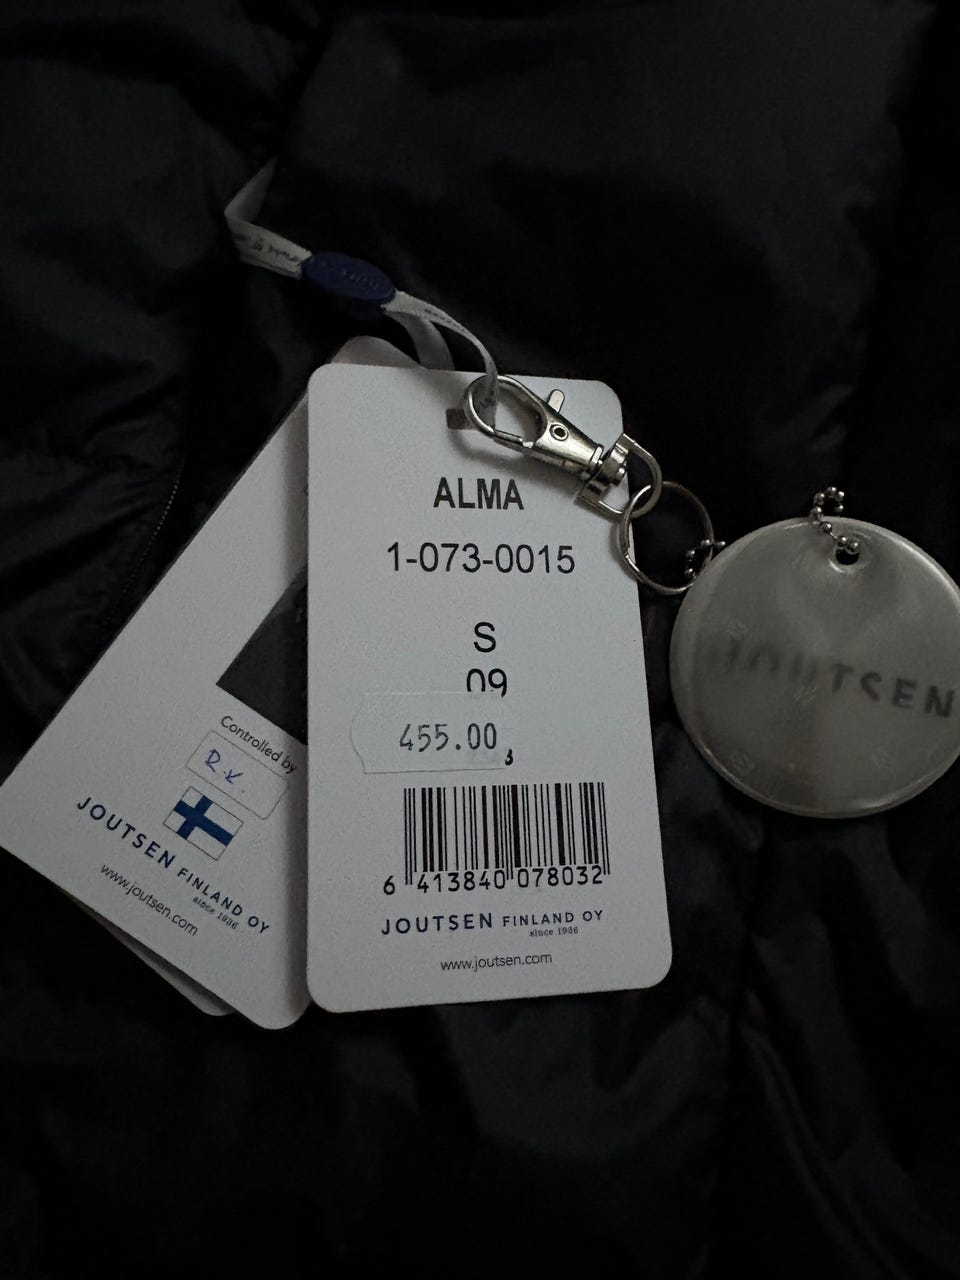 ALMA
1-073-0015
S
09
455.00
6 413840 078032
JOUTSEN FINLAND OY
since 1936
www.joutsen.com
Controlled by
R.K.
JOUTSEN FINLAND OY
since 1936
www.joutsen.com
JOUTSEN